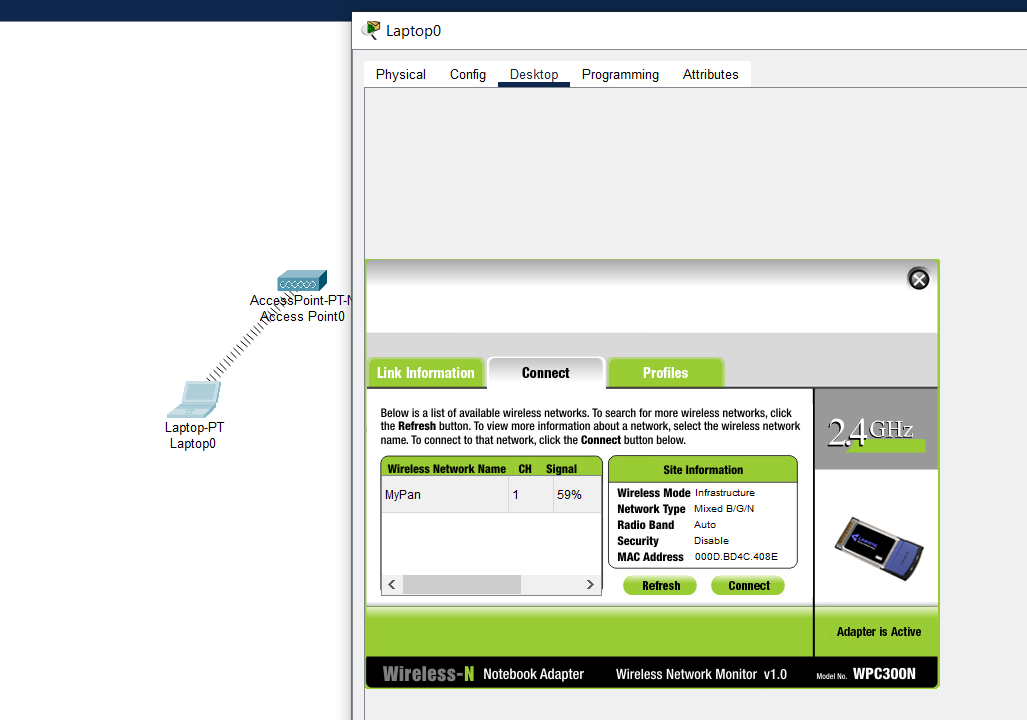 Laptop0
Physical Config Desktop Programming Attributes
AccessPoint-PT-N
Access Point0
Laptop-PT
Laptop0
Link Information Connect Profiles
Below is a list of available wireless networks. To search for more wireless networks, click
the Refresh button. To view more information about a network, select the wireless network
name. To connect to that network, click the Connect button below.
2.4GHz
Wireless Network Name CH Signal
MyPan 1 59%
Site Information
Wireless Mode Infrastructure
Network Type Mixed B/G/N
Radio Band Auto
Security Disable
MAC Address 000D.BD4C.408E
Refresh Connect
Adapter is Active
Wireless-N Notebook Adapter Wireless Network Monitor v1.0 Model No. WPC300N